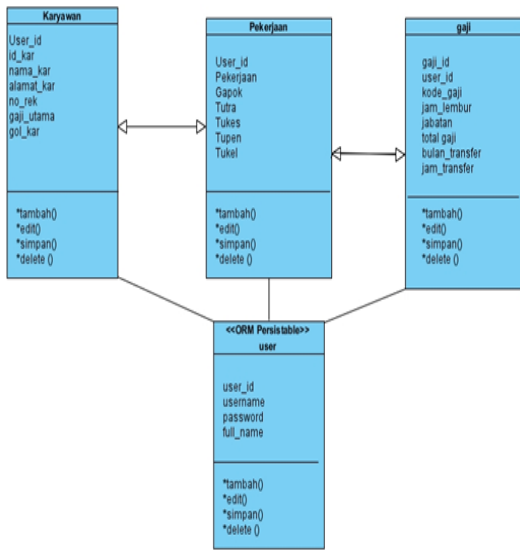 Karyawan
User_id
id_kar
nama_kar
alamat_kar
no_rek
gaji_utama
gol_kar
*tambah()
*edit()
*simpan()
*delete ()
Pekerjaan
User_id
Pekerjaan
Gapok
Tutra
Tukes
Tupen
Tukel
*tambah()
*edit()
*simpan()
*delete ()
gaji
gaji_id
user_id
kode_gaji
jam_lembur
jabatan
total gaji
bulan_transfer
jam_transfer
*tambah()
*edit()
*simpan()
*delete ()
<<ORM Persistable>>
user
user_id
username
password
full_name
*tambah()
*edit()
*simpan()
*delete ()